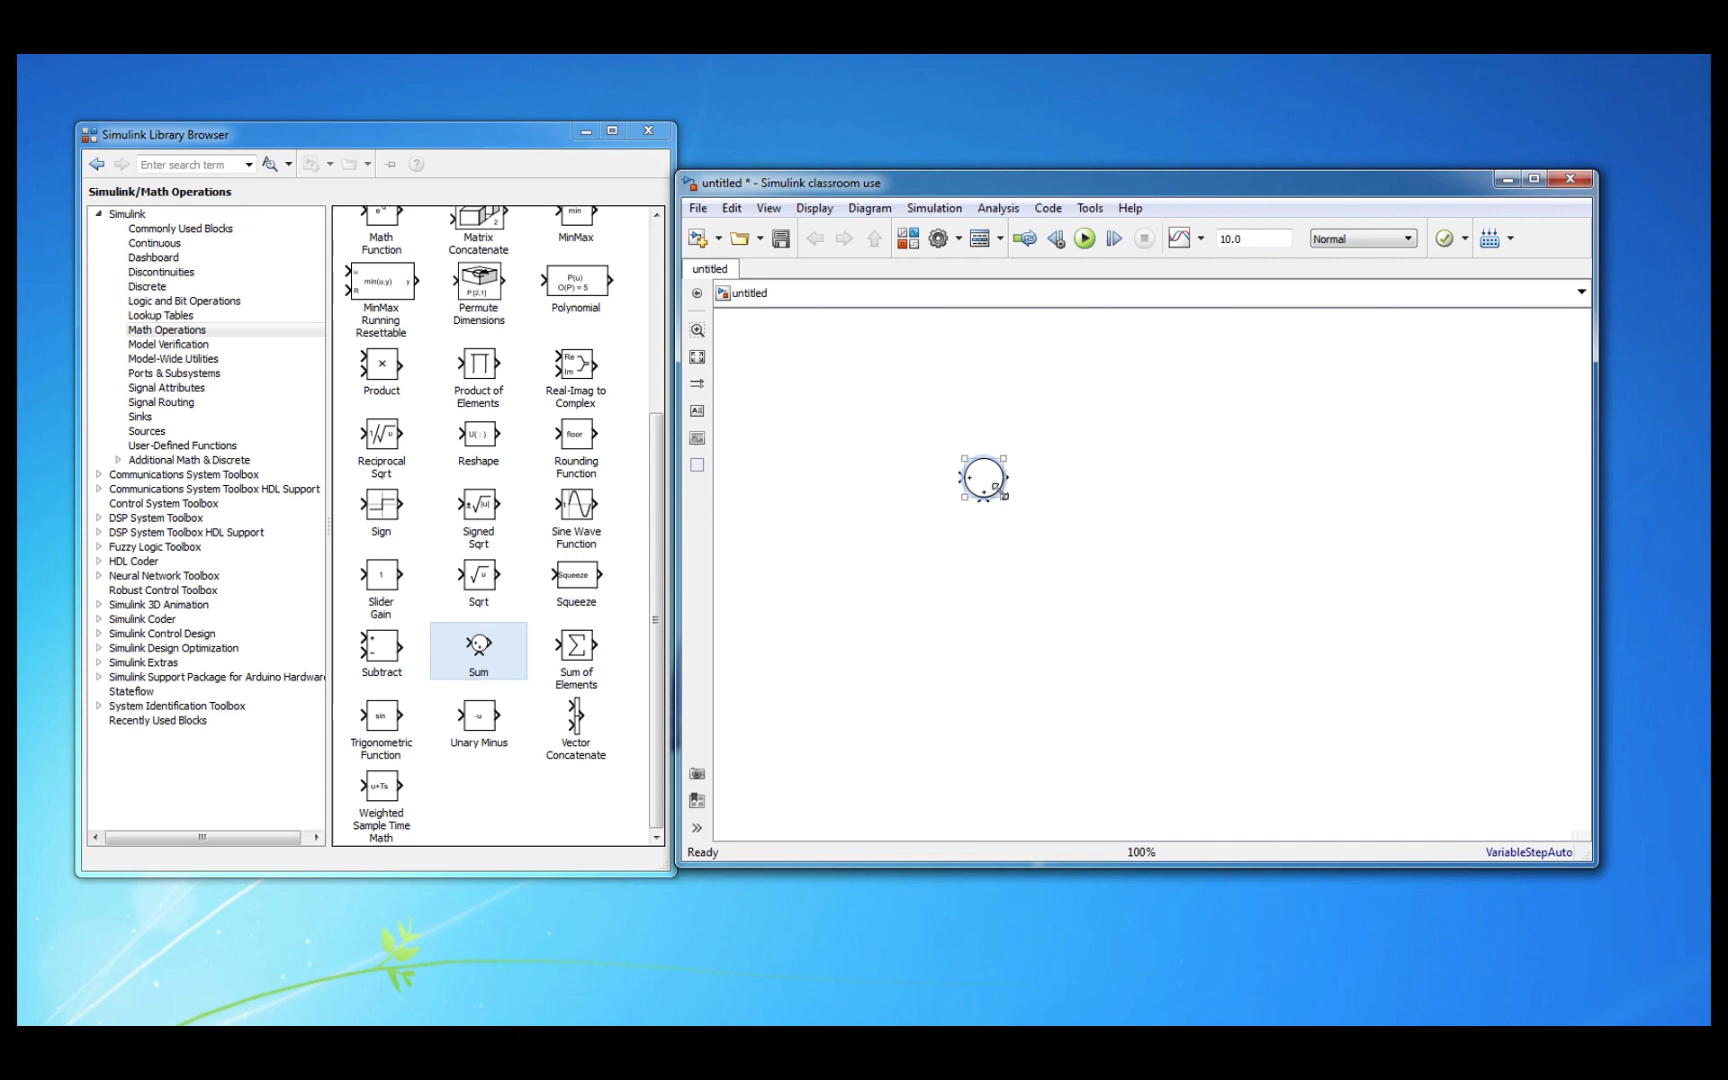 Simulink Library Browser
Enter search term
Simulink/Math Operations
Simulink
Commonly Used Blocks
Continuous
Dashboard
Discontinuities
Discrete
Logic and Bit Operations
Lookup Tables
Math Operations
Model Verification
Model-Wide Utilities
Ports & Subsystems
Signal Attributes
Signal Routing
Sinks
Sources
User-Defined Functions
Additional Math & Discrete
Communications System Toolbox
Communications System Toolbox HDL Support
Control System Toolbox
DSP System Toolbox
DSP System Toolbox HDL Support
Fuzzy Logic Toolbox
HDL Coder
Neural Network Toolbox
Robust Control Toolbox
Simulink 3D Animation
Simulink Coder
Simulink Control Design
Simulink Design Optimization
Simulink Extras
Simulink Support Package for Arduino Hardware
Stateflow
System Identification Toolbox
Recently Used Blocks
e^u
2
min
Math
Function
Matrix
Concatenate
MinMax
u
R
min(u,y)
y
P:[2,1]
P(u)
O(P) = 5
MinMax
Running
Resettable
Permute
Dimensions
Polynomial
×
Re
Im
Product
Product of
Elements
Real-Imag to
Complex
1/√u
U( : )
floor
Reciprocal
Sqrt
Reshape
Rounding
Function
±√|u|
Sign
Signed
Sqrt
Sine Wave
Function
1
√u
Squeeze
Slider
Gain
Sqrt
Squeeze
+
-
Σ
Subtract
Sum
Sum of
Elements
sin
-u
Trigonometric
Function
Unary Minus
Vector
Concatenate
u+Ts
Weighted
Sample Time
Math
untitled * - Simulink classroom use
File Edit View Display Diagram Simulation Analysis Code Tools Help
10.0
Normal
untitled
untitled
+
+
Ready
100%
VariableStepAuto